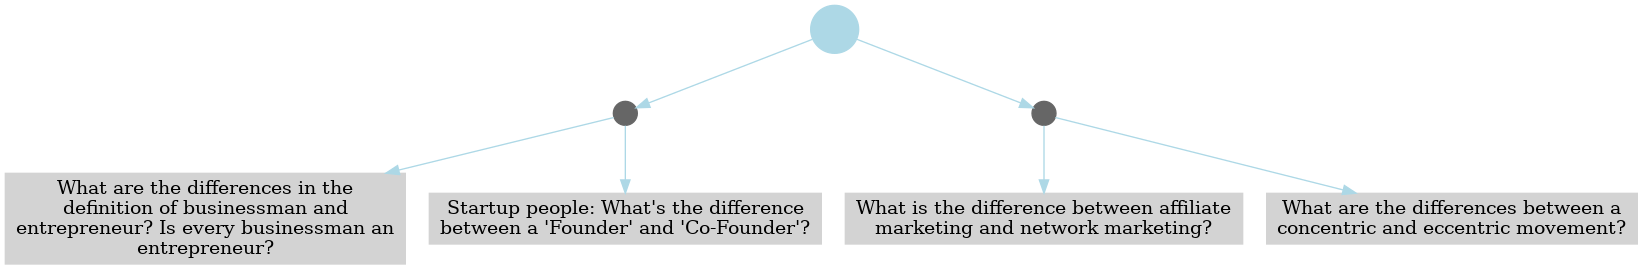 What are the differences in the
definition of businessman and
entrepreneur? Is every businessman an
entrepreneur?
Startup people: What's the difference
between a 'Founder' and 'Co-Founder'?
What is the difference between affiliate
marketing and network marketing?
What are the differences between a
concentric and eccentric movement?